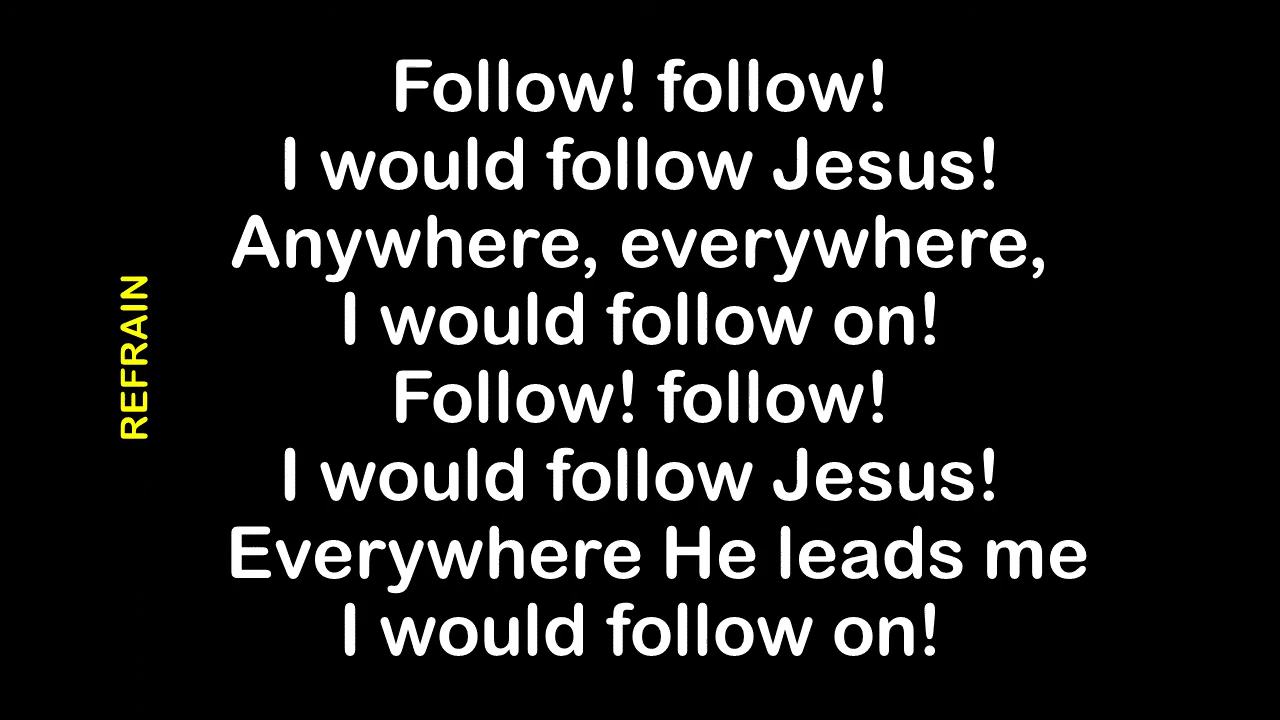 REFRAIN
Follow! follow!
I would follow Jesus!
Anywhere, everywhere,
I would follow on!
Follow! follow!
I would follow Jesus!
Everywhere He leads me
I would follow on!